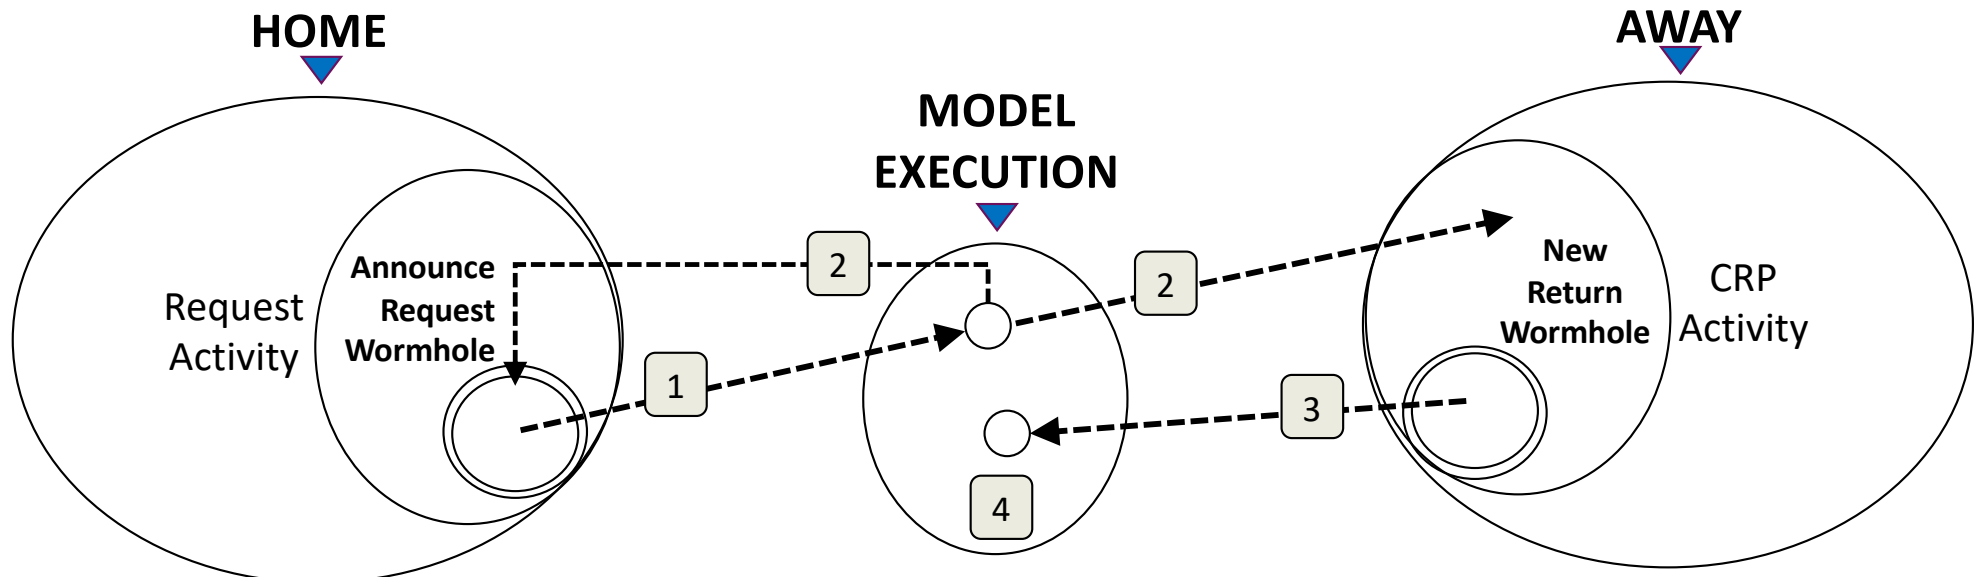 HOME
AWAY
MODEL
EXECUTION
Announce
Request
Wormhole
Request
Activity
2
2
1
3
4
New
Return
Wormhole
CRP
Activity